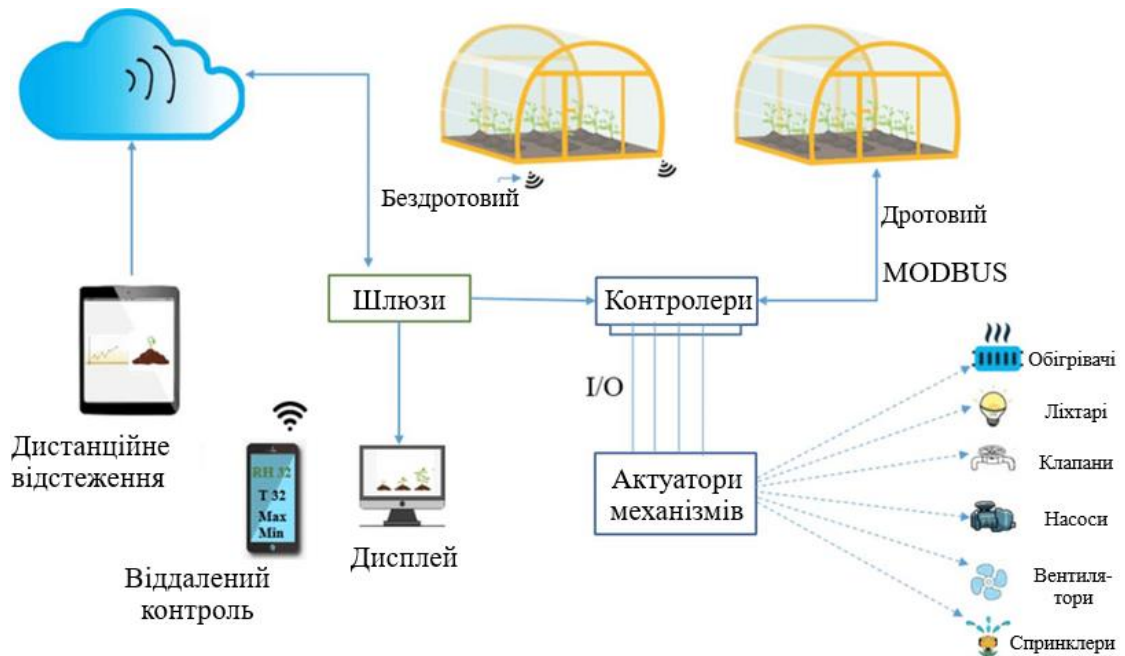 Бездротовий
Дротовий
MODBUS
Шлюзи
Контролери
I/O
Обігрівачі
Ліхтарі
Клапани
Насоси
Вентиля-
тори
Спринклери
Актуатори
механізмів
Дистанційне
відстеження
RH 32
T 32
Max
Min
Віддалений
контроль
Дисплей